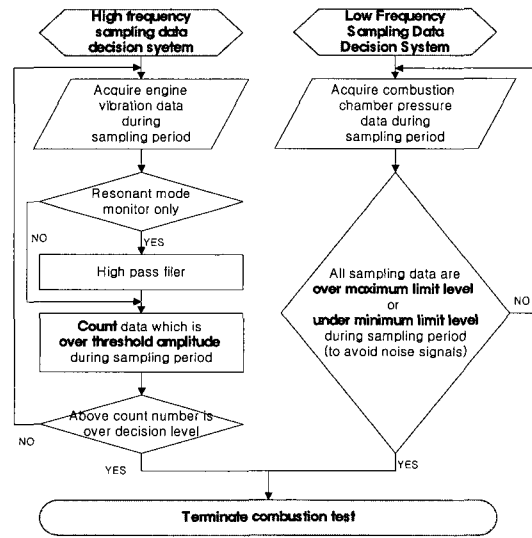 High frequency
sampling data
decision syetem
Acquire engine
vibration data
during
sampling period
Resonant mode
monitor only
NO
YES
High pass filer
Count data which is
over threshold amplitude
during sampling period
Above count number is
over decision level
NO
YES
Low Frequency
Sampling Data
Decision System
Acquire combustion
chamber pressure
data during
sampling period
All sampling data are
over maximum limit level
or
under minimum limit level
during sampling period
(to avoid noise signals)
NO
YES
Terminate combustion test